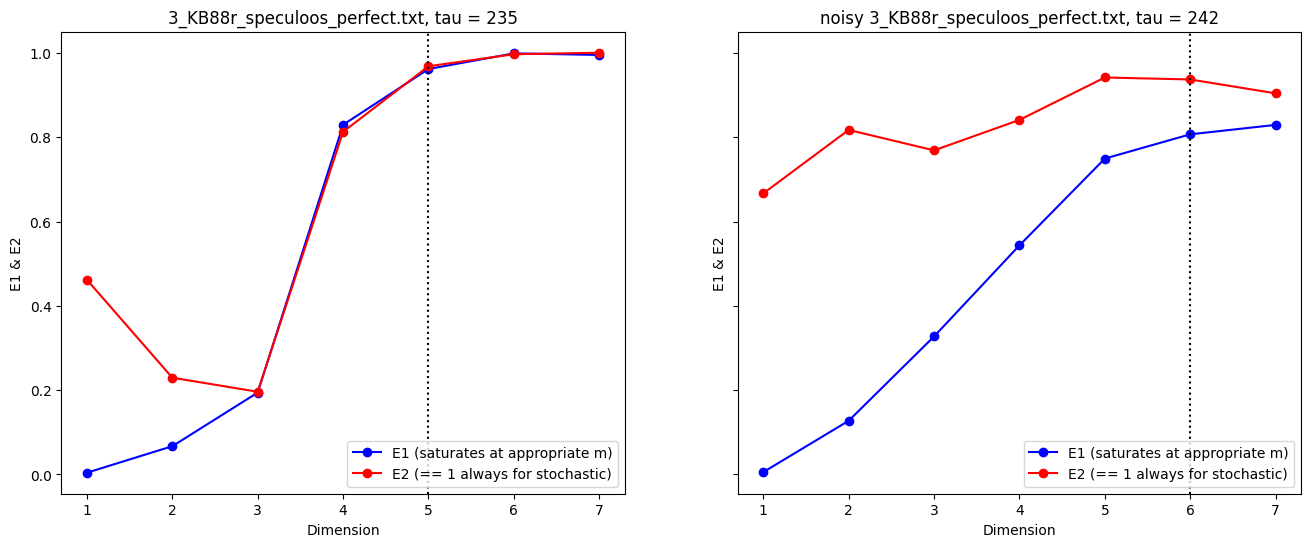 3_KB88r_speculoos_perfect.txt, tau = 235
1.0
0.8
0.6
0.4
0.2
0.0
E1 & E2
1 2 3 4 5 6 7
Dimension
E1 (saturates at appropriate m)
E2 (== 1 always for stochastic)
noisy 3_KB88r_speculoos_perfect.txt, tau = 242
E1 & E2
1 2 3 4 5 6 7
Dimension
E1 (saturates at appropriate m)
E2 (== 1 always for stochastic)